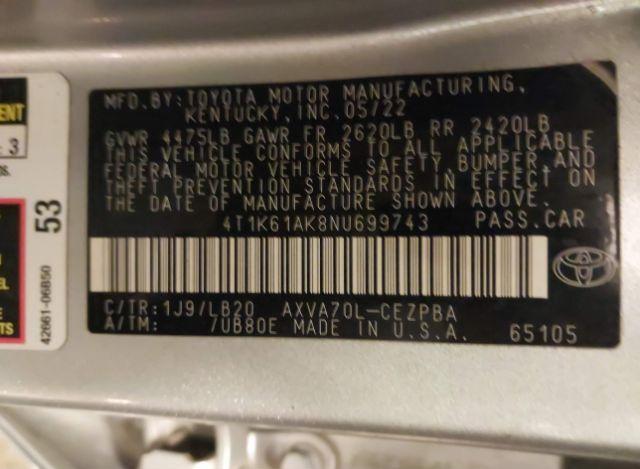 MFD. BY: TOYOTA MOTOR MANUFACTURING,
KENTUCKY, INC. 05/22
GVWR 4475LB GAWR FR 2620LB RR 2420LB
THIS VEHICLE CONFORMS TO ALL APPLICABLE
FEDERAL MOTOR VEHICLE SAFETY, BUMPER AND
THEFT PREVENTION STANDARDS IN EFFECT ON
THE DATE OF MANUFACTURE SHOWN ABOVE.
4T1K61AK8NU699743 PASS.CAR
C/TR: 1J9/LB20 AXVA70L-CEZPBA
A/TM: /UB80E MADE IN U.S.A. 65105
3
53
42661-06B50